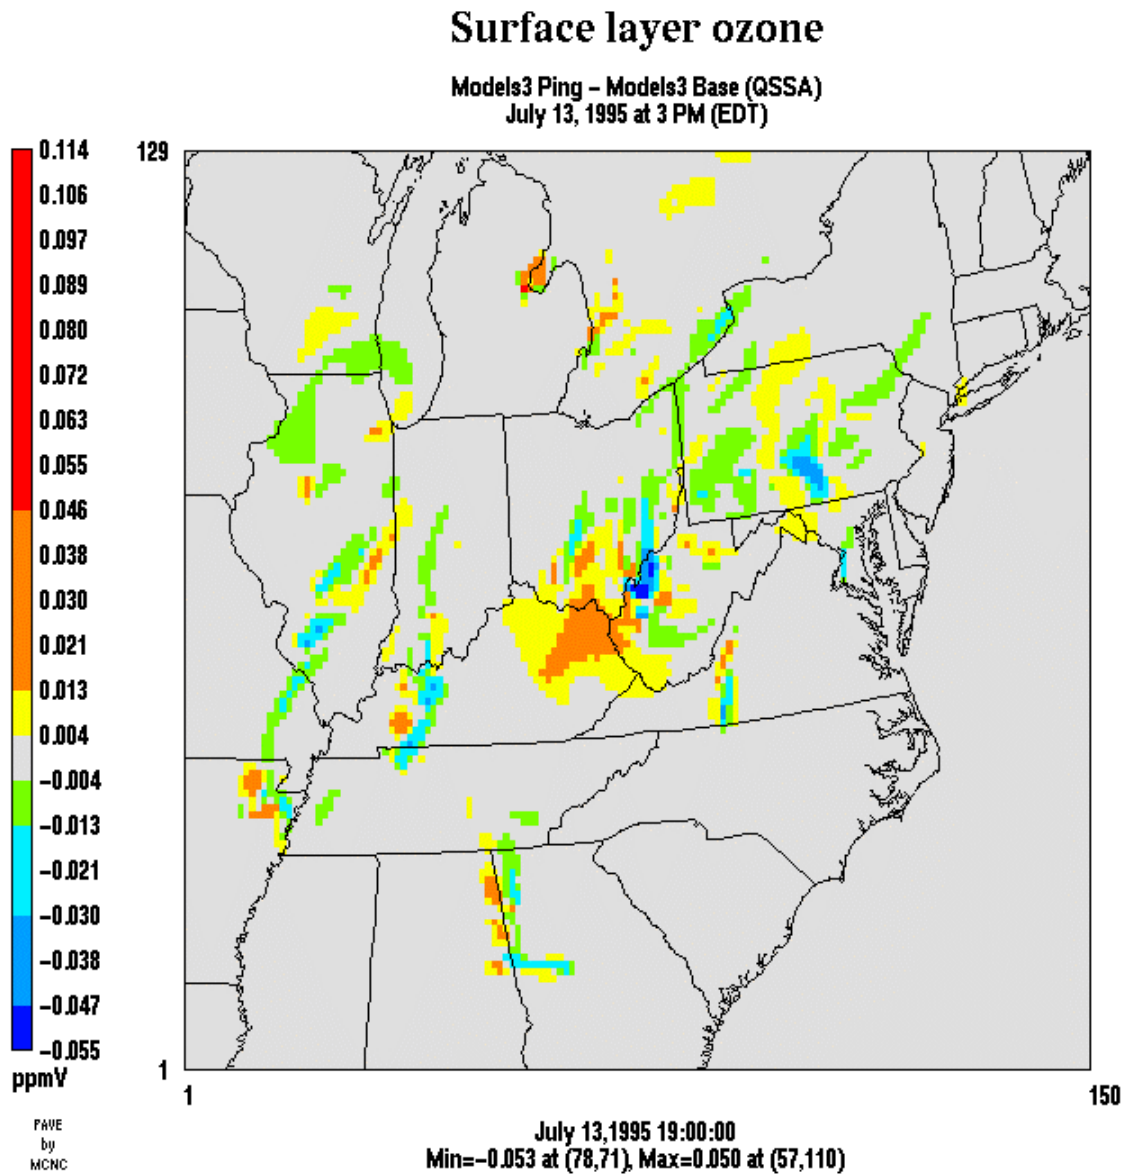 Surface layer ozone
Models3 Ping – Models3 Base (QSSA)
July 13, 1995 at 3 PM (EDT)
0.114
0.106
0.097
0.089
0.080
0.072
0.063
0.055
0.046
0.038
0.030
0.021
0.013
0.004
−0.004
−0.013
−0.021
−0.030
−0.038
−0.047
−0.055
ppmV
129
1
1
150
PAVE
by
MCNC
July 13,1995 19:00:00
Min=−0.053 at (78,71), Max=0.050 at (57,110)